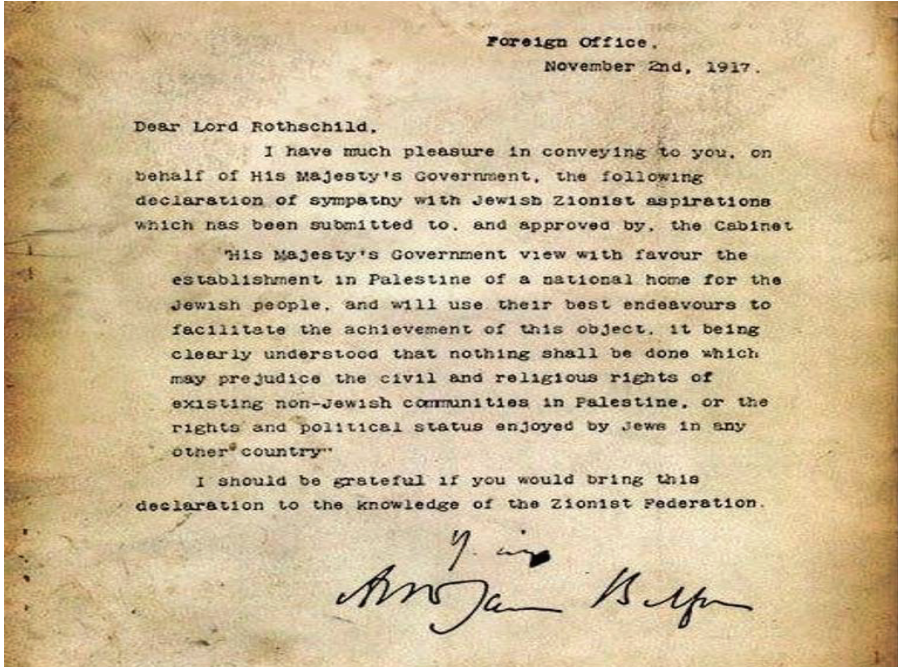 Foreign Office,
November 2nd, 1917.
Dear Lord Rothschild,
I have much pleasure in conveying to you, on
behalf of His Majesty's Government, the following
declaration of sympathy with Jewish Zionist aspirations
which has been submitted to, and approved by, the Cabinet
"His Majesty's Government view with favour the
establishment in Palestine of a national home for the
Jewish people, and will use their best endeavours to
facilitate the achievement of this object, it being
clearly understood that nothing shall be done which
may prejudice the civil and religious rights of
existing non-Jewish communities in Palestine, or the
rights and political status enjoyed by Jews in any
other country"
I should be grateful if you would bring this
declaration to the knowledge of the Zionist Federation.
Arthur James Balfour